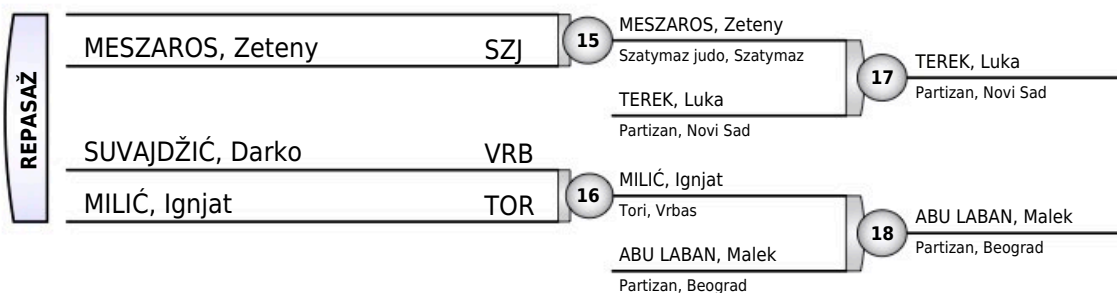 REPASAŽ
MESZAROS, Zeteny SZJ
15
MESZAROS, Zeteny
Szatymaz judo, Szatymaz
TEREK, Luka
Partizan, Novi Sad
17
TEREK, Luka
Partizan, Novi Sad
SUVAJDŽIĆ, Darko VRB
MILIĆ, Ignjat TOR
16
MILIĆ, Ignjat
Tori, Vrbas
ABU LABAN, Malek
Partizan, Beograd
18
ABU LABAN, Malek
Partizan, Beograd